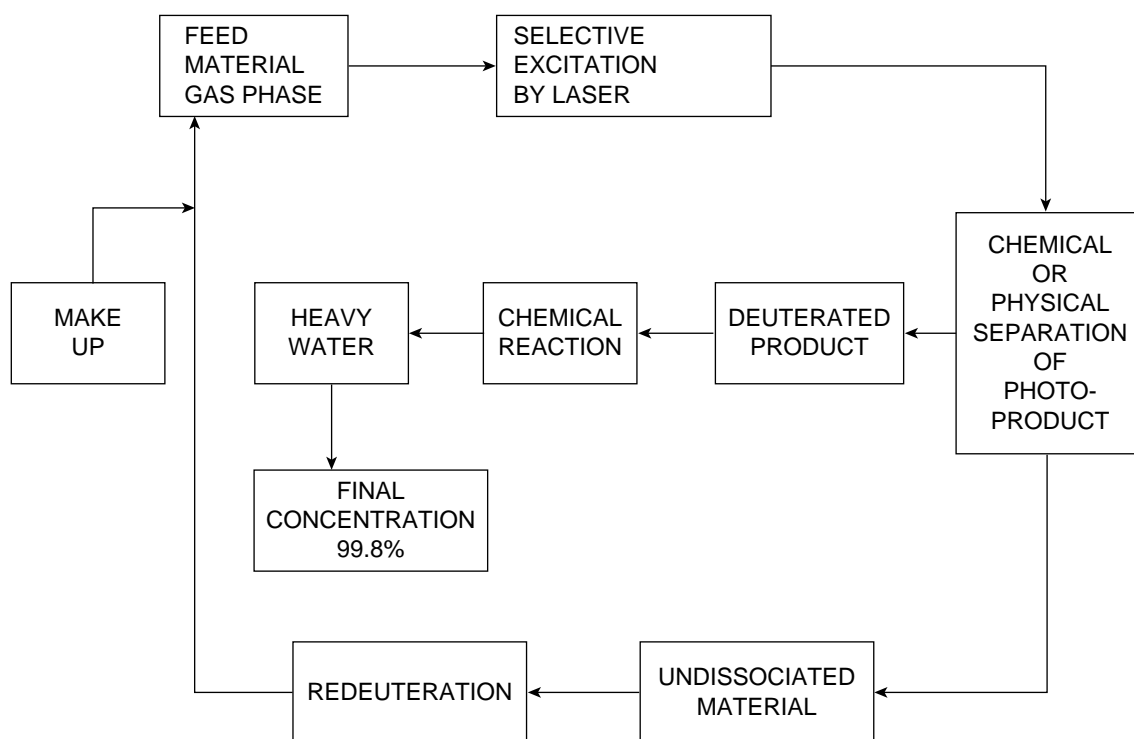 FEED
MATERIAL
GAS PHASE
SELECTIVE
EXCITATION
BY LASER
CHEMICAL
OR
PHYSICAL
SEPARATION
OF
PHOTO-
PRODUCT
DEUTERATED
PRODUCT
CHEMICAL
REACTION
HEAVY
WATER
MAKE
UP
FINAL
CONCENTRATION
99.8%
UNDISSOCIATED
MATERIAL
REDEUTERATION